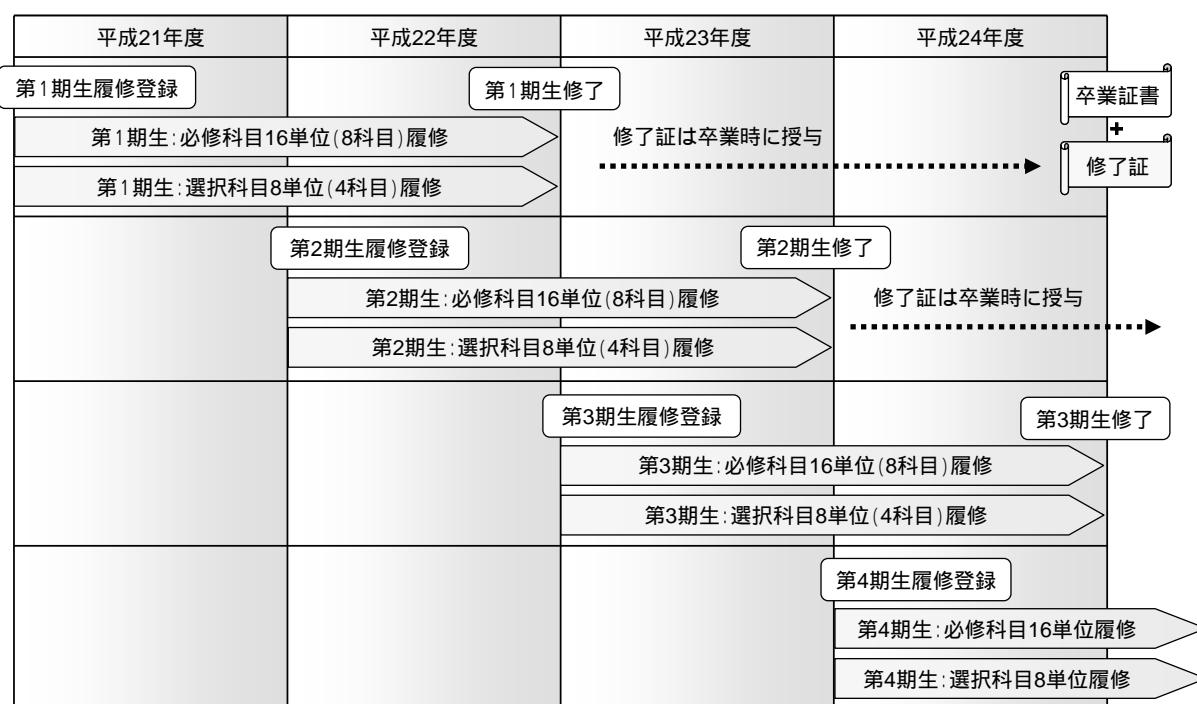 平成21年度
平成22年度
平成23年度
平成24年度
第1期生履修登録
第1期生修了
卒業証書
+
修了証
第1期生:必修科目16単位(8科目)履修
第1期生:選択科目8単位(4科目)履修
修了証は卒業時に授与
第2期生履修登録
第2期生修了
第2期生:必修科目16単位(8科目)履修
第2期生:選択科目8単位(4科目)履修
修了証は卒業時に授与
第3期生履修登録
第3期生修了
第3期生:必修科目16単位(8科目)履修
第3期生:選択科目8単位(4科目)履修
第4期生履修登録
第4期生:必修科目16単位履修
第4期生:選択科目8単位履修